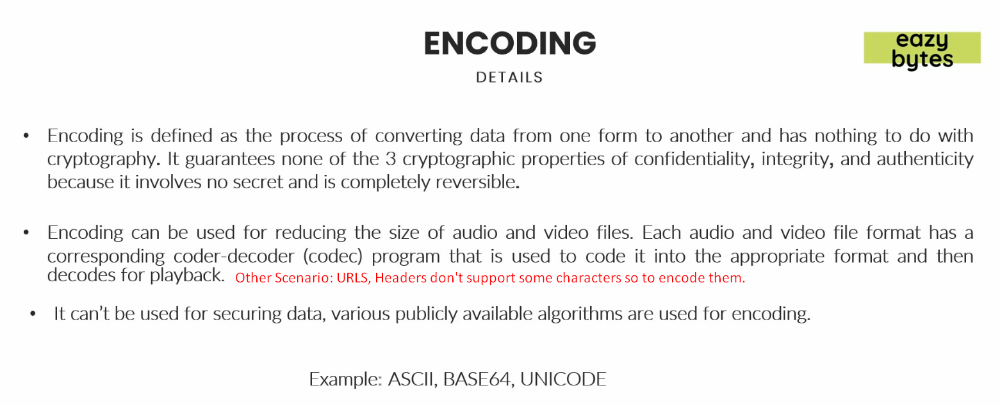 ENCODING
eazy
bytes
DETAILS
• Encoding is defined as the process of converting data from one form to another and has nothing to do with
cryptography. It guarantees none of the 3 cryptographic properties of confidentiality, integrity, and authenticity
because it involves no secret and is completely reversible.
• Encoding can be used for reducing the size of audio and video files. Each audio and video file format has a
corresponding coder-decoder (codec) program that is used to code it into the appropriate format and then
decodes for playback. Other Scenario: URLS, Headers don't support some characters so to encode them.
• It can’t be used for securing data, various publicly available algorithms are used for encoding.
Example: ASCII, BASE64, UNICODE